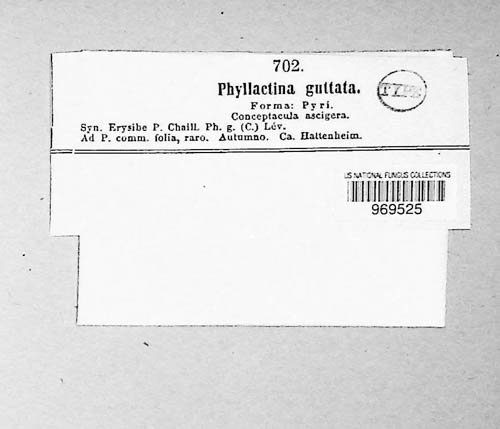 702.
Phyllactina guttata.
TYPE
Forma: Pyri.
Conceptacula ascigera.
Syn. Erysibe P. Chaill. Ph. g. (C.) Lév.
Ad P. comm. folia, raro. Autumno. Ca. Hattenheim.
US NATIONAL FUNGUS COLLECTIONS
969525